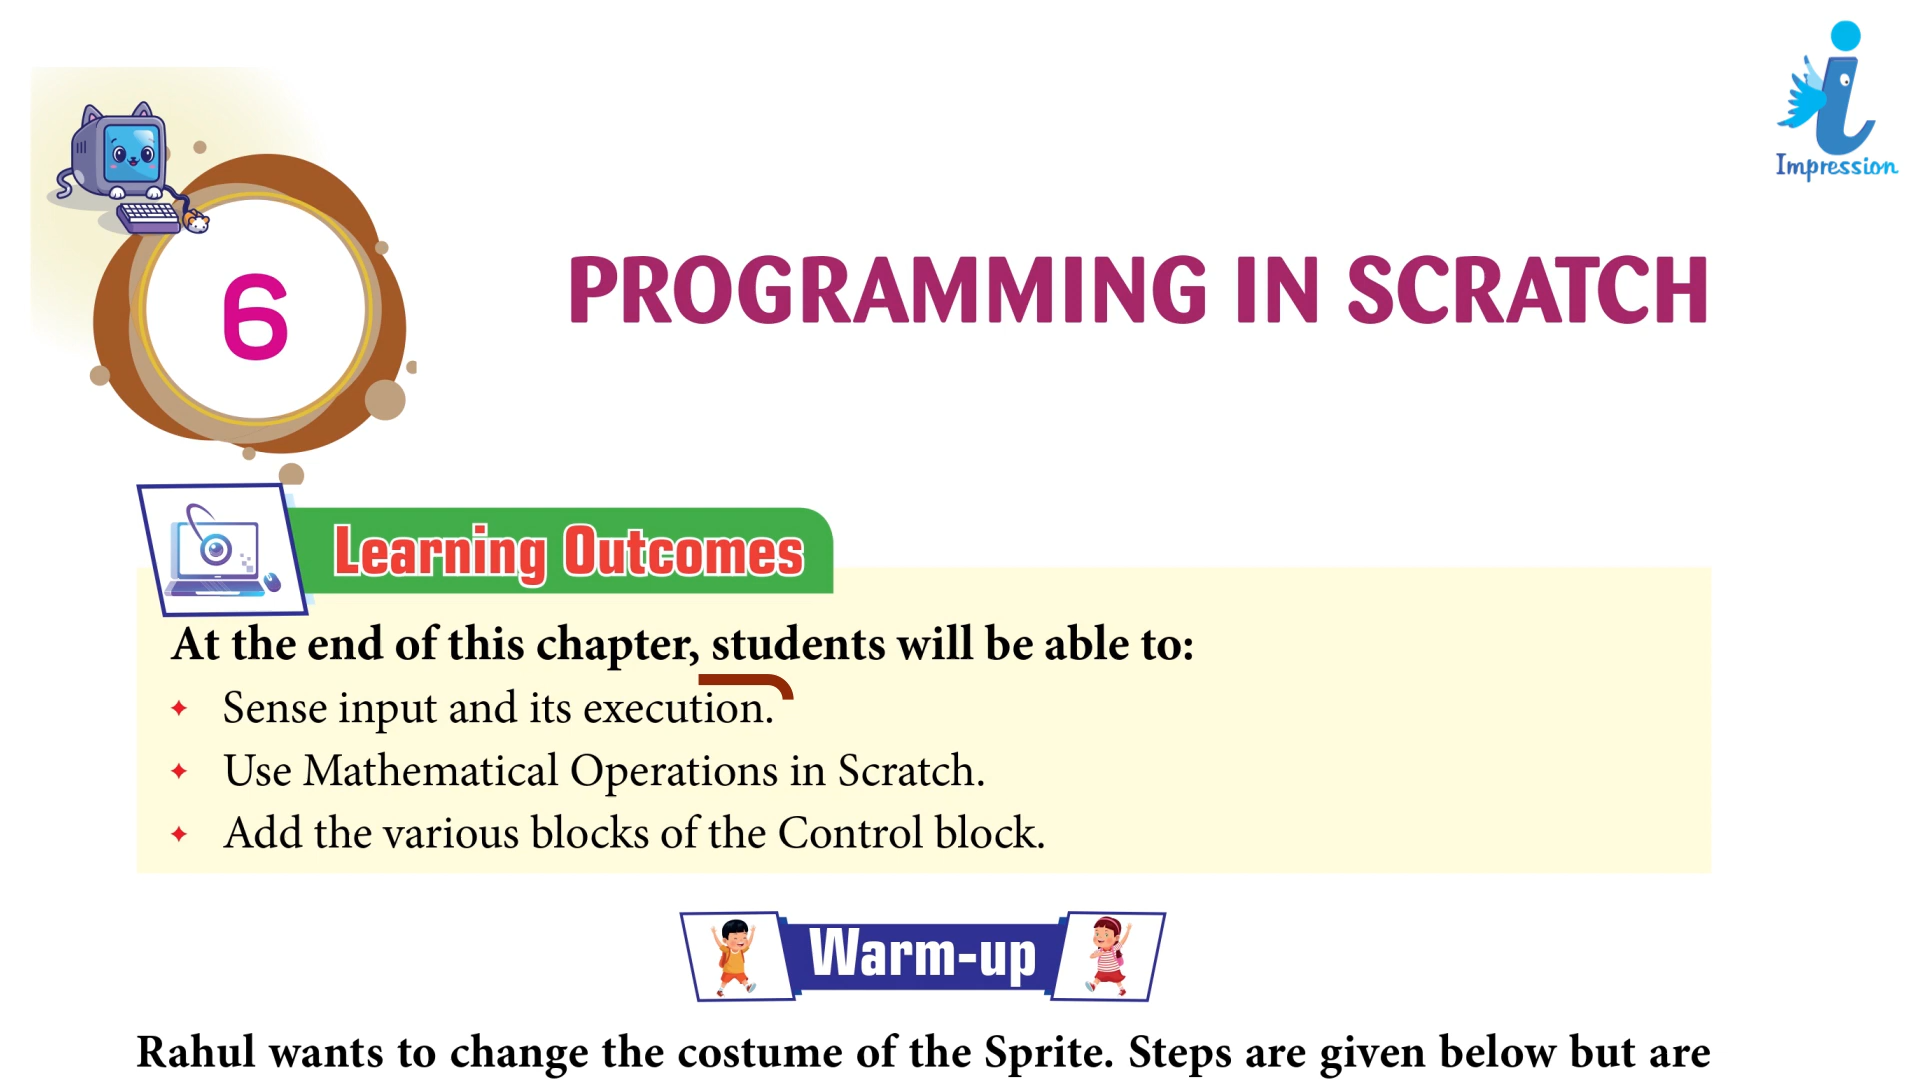 Impression
6
PROGRAMMING IN SCRATCH
Learning Outcomes
At the end of this chapter, students will be able to:
Sense input and its execution.
Use Mathematical Operations in Scratch.
Add the various blocks of the Control block.
Warm-up
Rahul wants to change the costume of the Sprite. Steps are given below but are